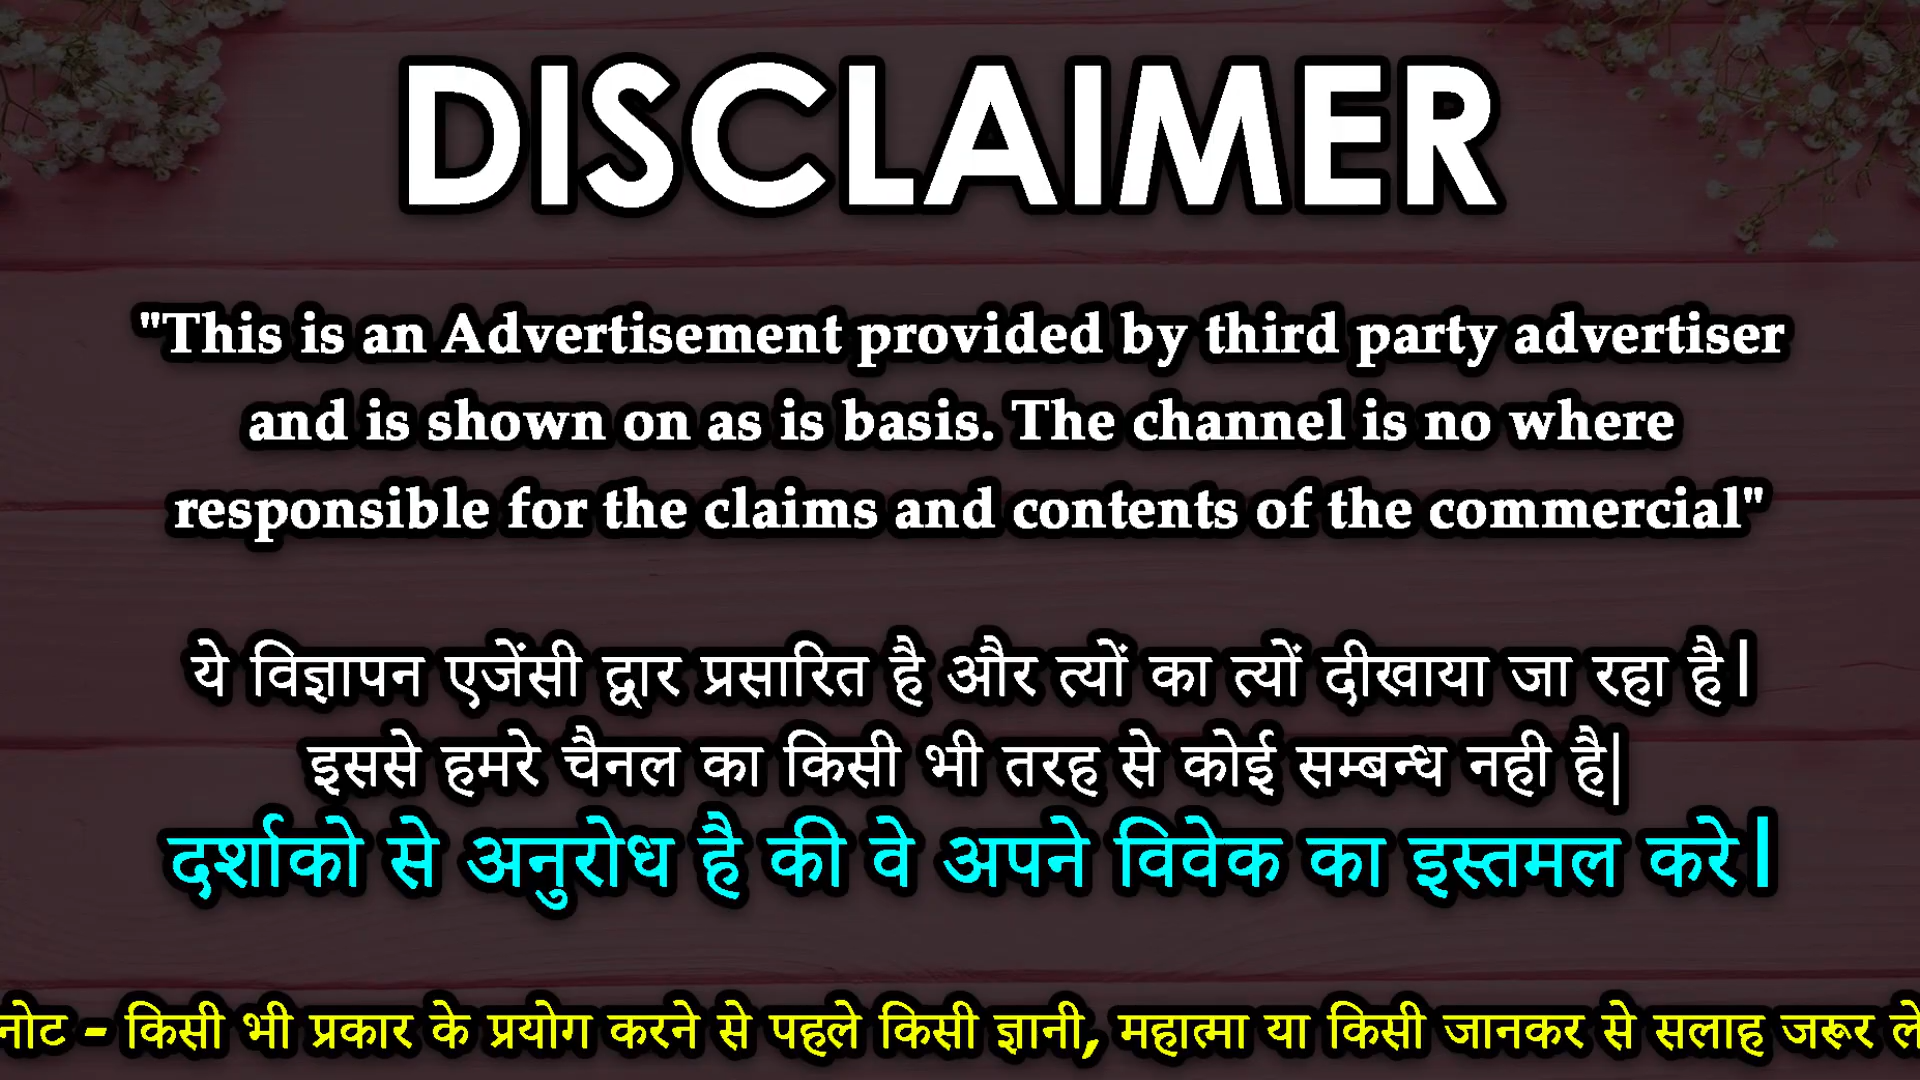 DISCLAIMER
"This is an Advertisement provided by third party advertiser
and is shown on as is basis. The channel is no where
responsible for the claims and contents of the commercial"
ये विज्ञापन एजेंसी द्वार प्रसारित है और त्यों का त्यों दीखाया जा रहा है।
इससे हमरे चैनल का किसी भी तरह से कोई सम्बन्ध नही है|
दर्शाको से अनुरोध है की वे अपने विवेक का इस्तमल करे।
नोट - किसी भी प्रकार के प्रयोग करने से पहले किसी ज्ञानी, महात्मा या किसी जानकर से सलाह जरूर ले